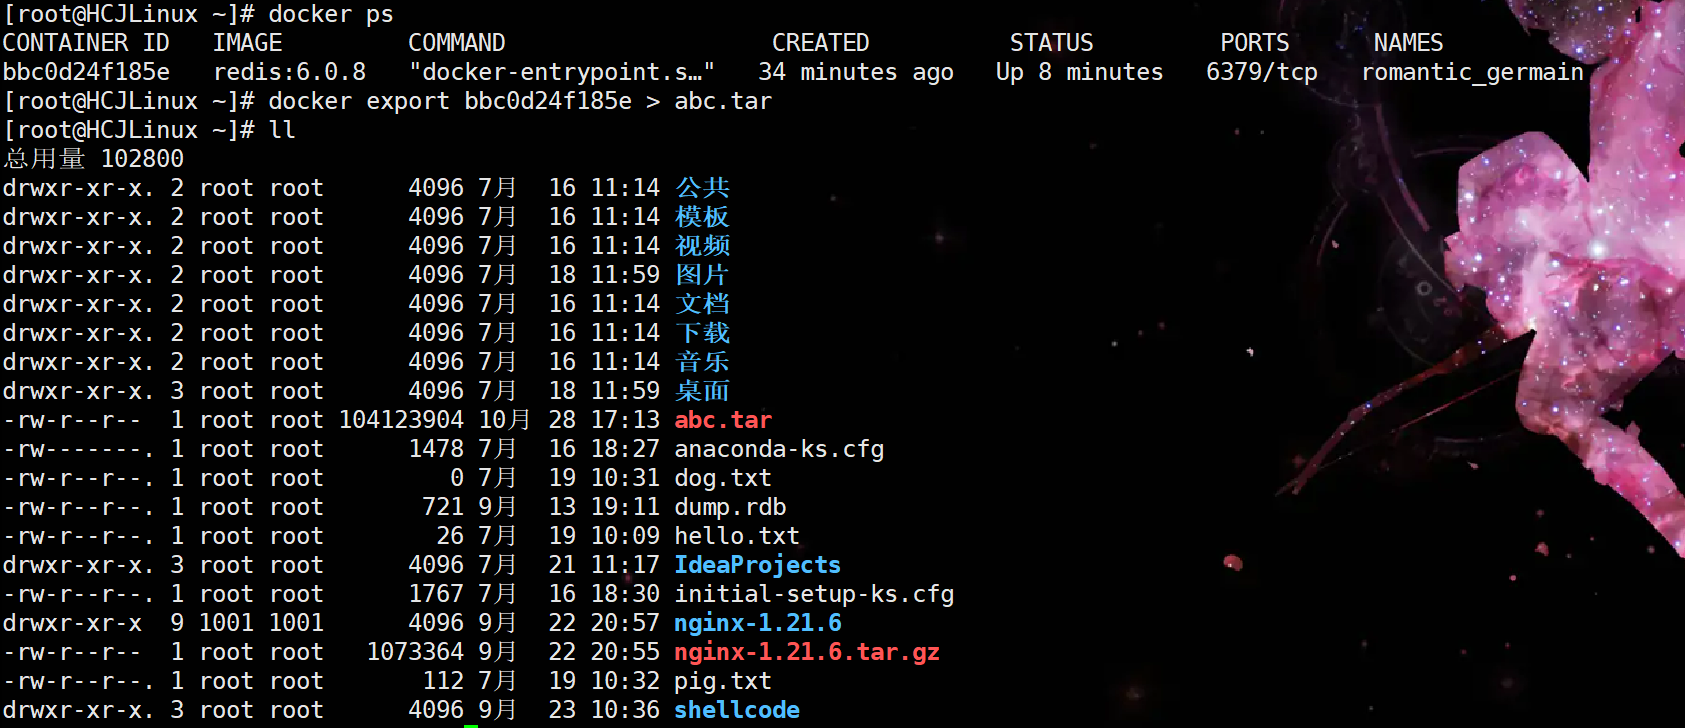 [root@HCJLinux ~]# docker ps
CONTAINER ID   IMAGE         COMMAND                   CREATED          STATUS         PORTS      NAMES
bbc0d24f185e   redis:6.0.8   "docker-entrypoint.s…"   34 minutes ago   Up 8 minutes   6379/tcp   romantic_germain
[root@HCJLinux ~]# docker export bbc0d24f185e > abc.tar
[root@HCJLinux ~]# ll
总用量 102800
drwxr-xr-x. 2 root root      4096 7月  16 11:14 公共
drwxr-xr-x. 2 root root      4096 7月  16 11:14 模板
drwxr-xr-x. 2 root root      4096 7月  16 11:14 视频
drwxr-xr-x. 2 root root      4096 7月  18 11:59 图片
drwxr-xr-x. 2 root root      4096 7月  16 11:14 文档
drwxr-xr-x. 2 root root      4096 7月  16 11:14 下载
drwxr-xr-x. 2 root root      4096 7月  16 11:14 音乐
drwxr-xr-x. 3 root root      4096 7月  18 11:59 桌面
-rw-r--r--  1 root root 104123904 10月 28 17:13 abc.tar
-rw-------. 1 root root      1478 7月  16 18:27 anaconda-ks.cfg
-rw-r--r--. 1 root root         0 7月  19 10:31 dog.txt
-rw-r--r--. 1 root root       721 9月  13 19:11 dump.rdb
-rw-r--r--. 1 root root        26 7月  19 10:09 hello.txt
drwxr-xr-x. 3 root root      4096 7月  21 11:17 IdeaProjects
-rw-r--r--. 1 root root      1767 7月  16 18:30 initial-setup-ks.cfg
drwxr-xr-x  9 1001 1001      4096 9月  22 20:57 nginx-1.21.6
-rw-r--r--  1 root root   1073364 9月  22 20:55 nginx-1.21.6.tar.gz
-rw-r--r--. 1 root root       112 7月  19 10:32 pig.txt
drwxr-xr-x. 3 root root      4096 9月  23 10:36 shellcode